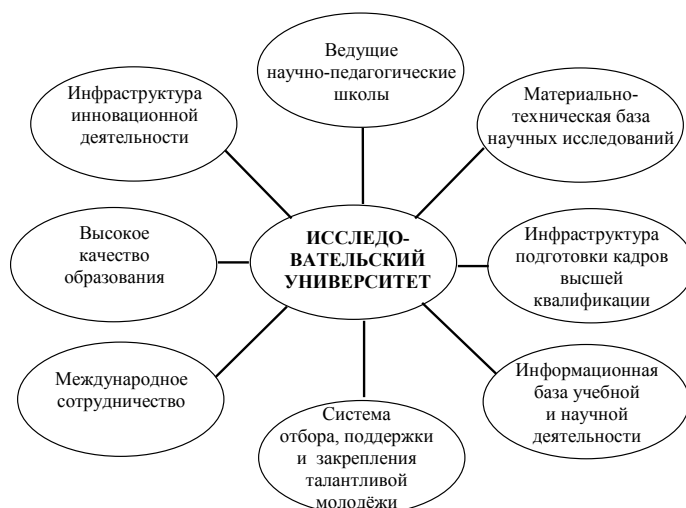 Ведущие
научно-педагогические
школы
Инфраструктура
инновационной
деятельности
Материально-
техническая база
научных исследований
Высокое
качество
образования
ИССЛЕДО-
ВАТЕЛЬСКИЙ
УНИВЕРСИТЕТ
Инфраструктура
подготовки кадров
высшей
квалификации
Международное
сотрудничество
Система
отбора, поддержки
и закрепления
талантливой
молодёжи
Информационная
база учебной
и научной
деятельности